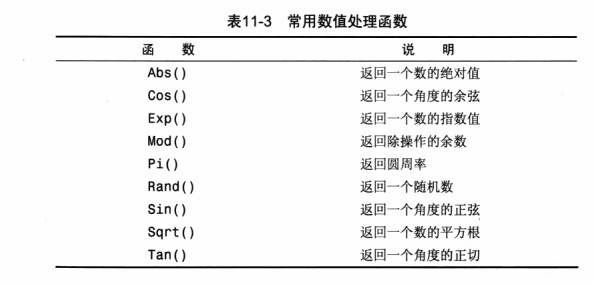 表11-3 常用数值处理函数
函 数 说 明
Abs() 返回一个数的绝对值
Cos() 返回一个角度的余弦
Exp() 返回一个数的指数值
Mod() 返回除操作的余数
Pi() 返回圆周率
Rand() 返回一个随机数
Sin() 返回一个角度的正弦
Sqrt() 返回一个数的平方根
Tan() 返回一个角度的正切